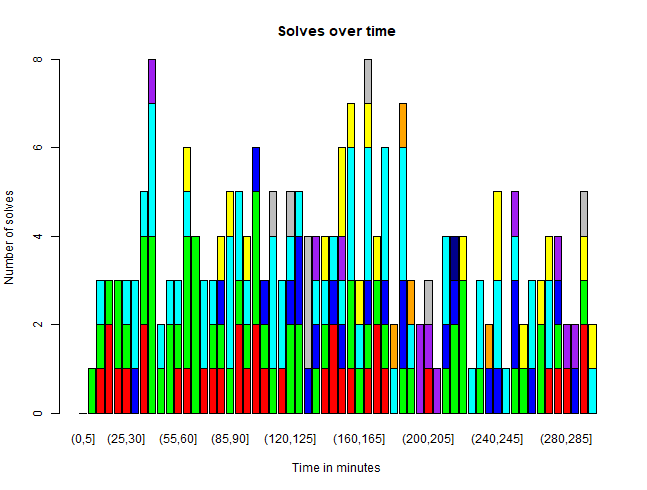 Solves over time
Number of solves
8
6
4
2
0
(0,5] (25,30] (55,60] (85,90] (120,125] (160,165] (200,205] (240,245] (280,285]
Time in minutes